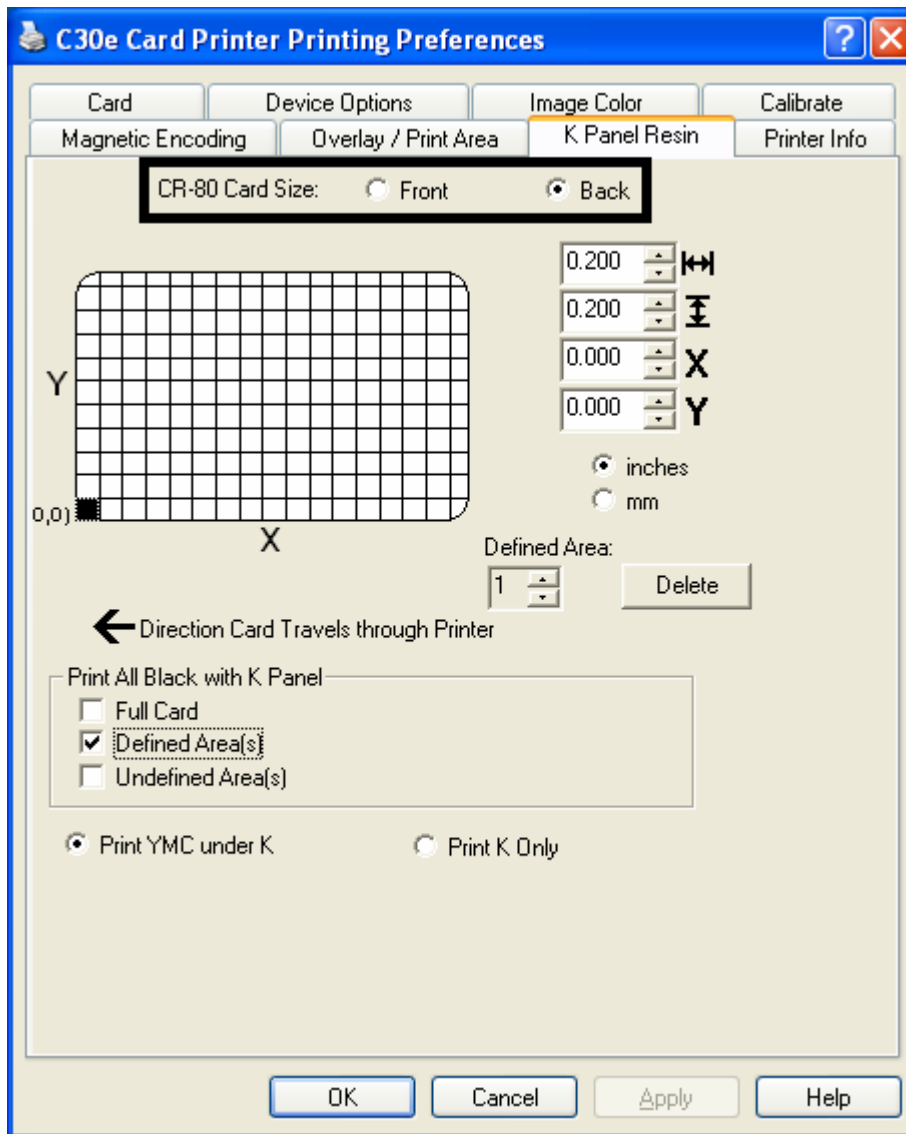 C30e Card Printer Printing Preferences
Card Device Options Image Color Calibrate
Magnetic Encoding Overlay / Print Area K Panel Resin Printer Info
CR-80 Card Size: Front Back
0.200
0.200
0.000 X
Y
0.000 Y
inches
mm
0,0)
X
Defined Area:
1 Delete
Direction Card Travels through Printer
Print All Black with K Panel
Full Card
Defined Area(s)
Undefined Area(s)
Print YMC under K Print K Only
OK Cancel Apply Help